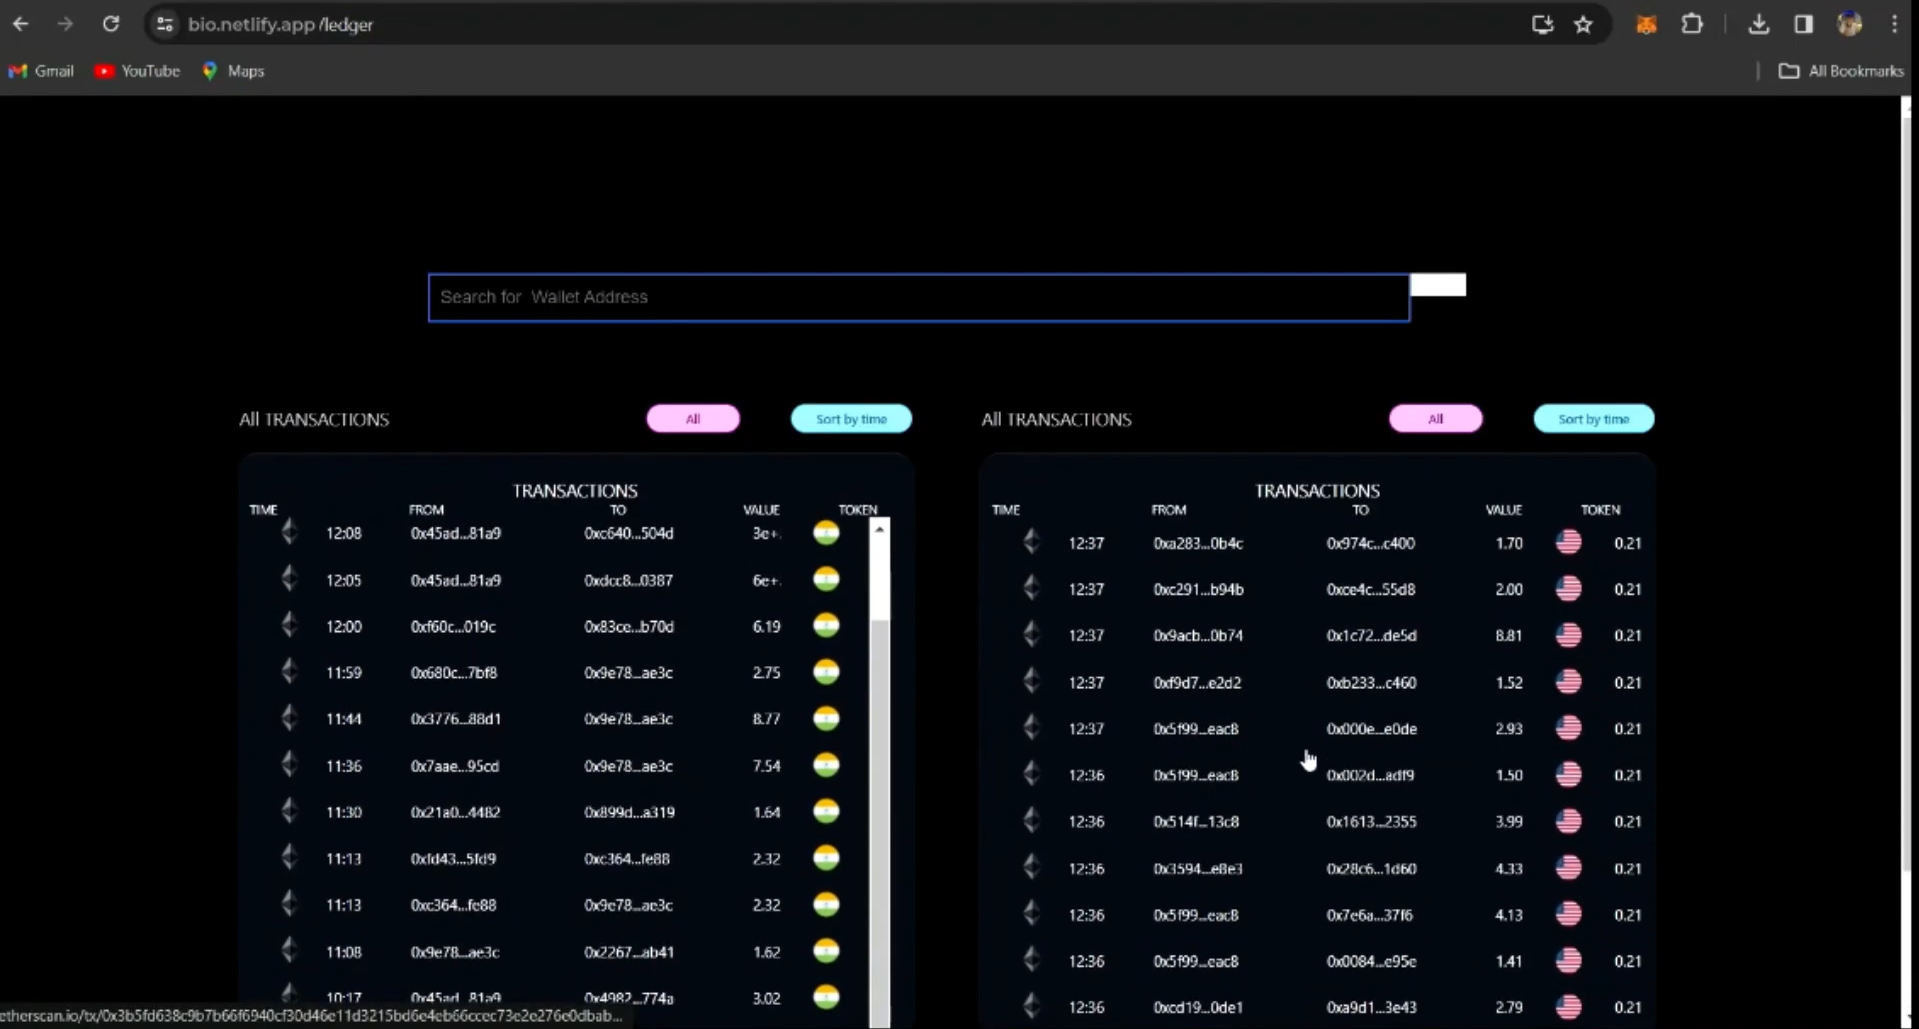 bio.netlify.app /ledger
Gmail YouTube Maps All Bookmarks
Search for Wallet Address
All TRANSACTIONS All Sort by time
TRANSACTIONS
TIME FROM TO VALUE TOKEN
12:08 0x45ad...81a9 0xc640...504d 3e+
12:05 0x45ad...81a9 0xdcc8...0387 6e+
12:00 0xf60c...019c 0x83ce...b70d 6.19
11:59 0x680c...7bf8 0x9e78...ae3c 2.75
11:44 0x3776...88d1 0x9e78...ae3c 8.77
11:36 0x7aae...95cd 0x9e78...ae3c 7.54
11:30 0x21a0...4482 0x899d...a319 1.64
11:13 0xfd43...5fd9 0xc364...fe88 2.32
11:13 0xc364...fe88 0x9e78...ae3c 2.32
11:08 0x9e78...ae3c 0x2267...ab41 1.62
10:17 0x45ad...81a9 0x4982...774a 3.02
All TRANSACTIONS All Sort by time
TRANSACTIONS
TIME FROM TO VALUE TOKEN
12:37 0xa283...0b4c 0x974c...c400 1.70 0.21
12:37 0xc291...b94b 0xce4c...55d8 2.00 0.21
12:37 0x9acb...0b74 0x1c72...de5d 8.81 0.21
12:37 0xf9d7...e2d2 0xb233...c460 1.52 0.21
12:37 0x5f99...eac8 0x000e...e0de 2.93 0.21
12:36 0x5f99...eac8 0x002d...adf9 1.50 0.21
12:36 0x514f...13c8 0x1613...2355 3.99 0.21
12:36 0x3594...e8e3 0x28c6...1d60 4.33 0.21
12:36 0x5f99...eac8 0x7e6a...37f6 4.13 0.21
12:36 0x5f99...eac8 0x0084...e95e 1.41 0.21
12:36 0xcd19...0de1 0xa9d1...3e43 2.79 0.21
etherscan.io/tx/0x3b5fd638c9b7b66f6940cf30d46e11d3215bd6e4eb66ccec73e2e276e0dbab...